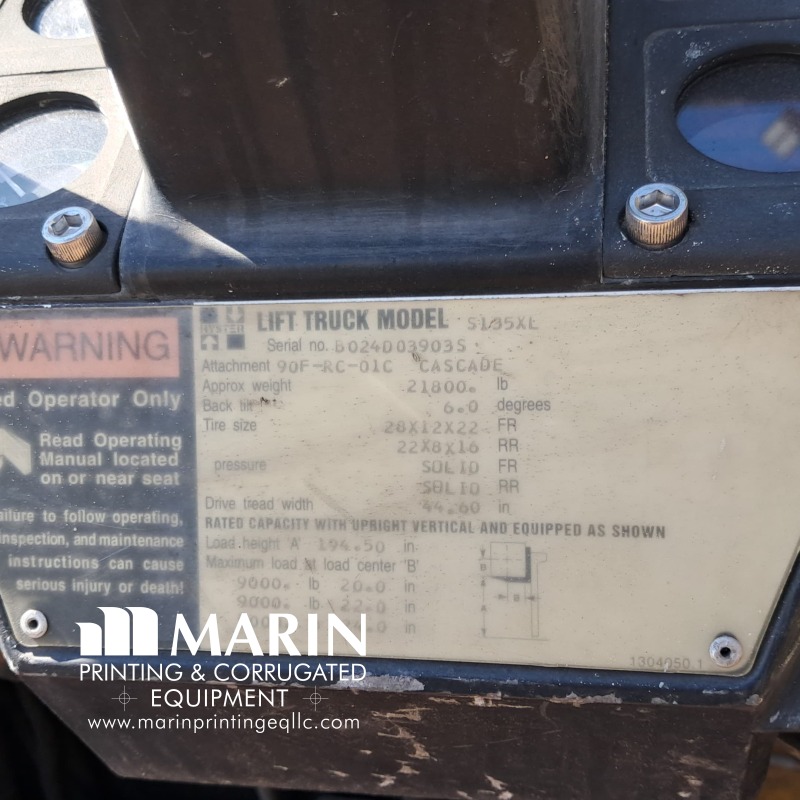 WARNING
ed Operator Only
Read Operating
Manual located
on or near seat
ailure to follow operating,
inspection, and maintenance
instructions can cause
serious injury or death!
HYSTER
LIFT TRUCK MODEL S135XL
Serial no. B024D03903S
Attachment 90F-RC-01C CASCADE
Approx weight 21800. lb
Back tilt 6.0 degrees
Tire size 28X12X22 FR
22X8X16 RR
pressure SOLID FR
SOLID RR
Drive tread width 44.60 in
RATED CAPACITY WITH UPRIGHT VERTICAL AND EQUIPPED AS SHOWN
Load height 'A' 194.50 in
Maximum load at load center 'B'
9600. lb 20.0 in
9000. lb 22.0 in
B
A
B
1304050 1
MARIN
PRINTING & CORRUGATED
EQUIPMENT
www.marinprintingeqllc.com